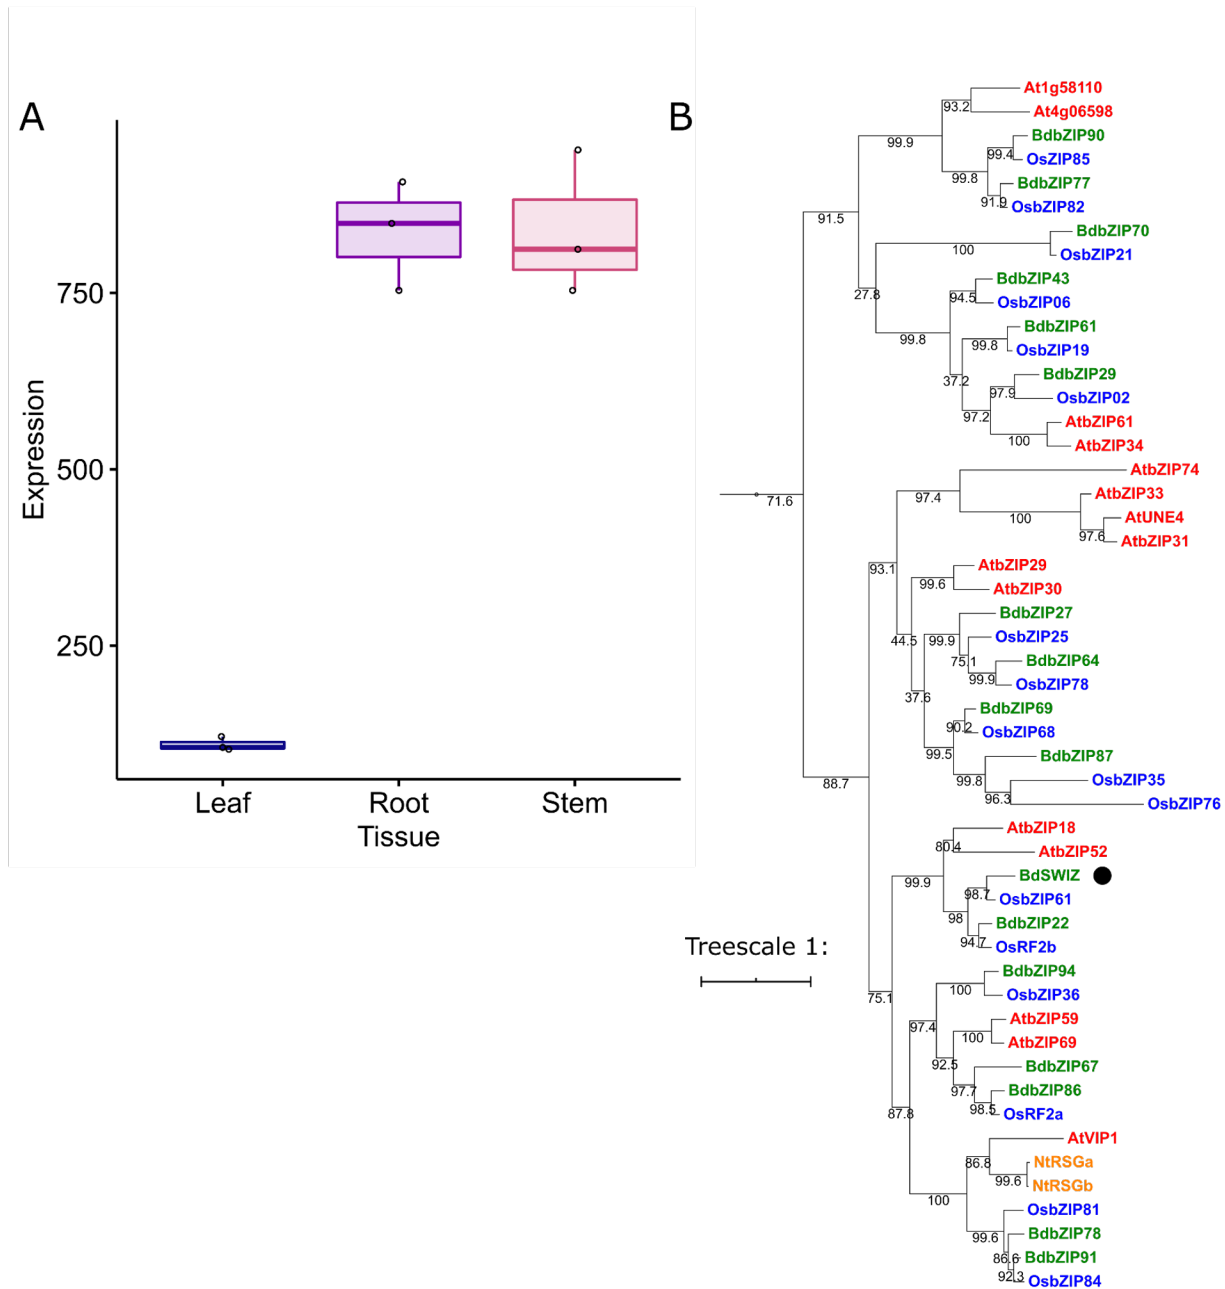 A
Expression
750
500
250
Leaf
Root
Stem
Tissue
B
At1g58110
93.2
At4g06598
99.9
BdbZIP90
99.4
OsZIP85
99.8
BdbZIP77
91.9
OsbZIP82
91.5
BdbZIP70
100
OsbZIP21
27.8
BdbZIP43
94.5
OsbZIP06
99.8
BdbZIP61
99.8
OsbZIP19
37.2
BdbZIP29
97.9
OsbZIP02
97.2
AtbZIP61
100
AtbZIP34
71.6
AtbZIP74
97.4
AtbZIP33
100
AtUNE4
97.6
AtbZIP31
93.1
AtbZIP29
99.6
AtbZIP30
44.5
BdbZIP27
99.9
OsbZIP25
75.1
BdbZIP64
99.9
OsbZIP78
37.6
BdbZIP69
90.2
OsbZIP68
99.5
BdbZIP87
99.8
OsbZIP35
96.3
OsbZIP76
88.7
AtbZIP18
80.4
AtbZIP52
99.9
BdSWIZ
98.7
OsbZIP61
98
BdbZIP22
94.7
OsRF2b
Treescale 1:
75.1
BdbZIP94
100
OsbZIP36
97.4
AtbZIP59
100
AtbZIP69
92.5
BdbZIP67
97.7
BdbZIP86
98.5
OsRF2a
87.8
AtVIP1
86.8
NtRSGa
99.6
NtRSGb
100
OsbZIP81
99.6
BdbZIP78
86.6
BdbZIP91
92.3
OsbZIP84